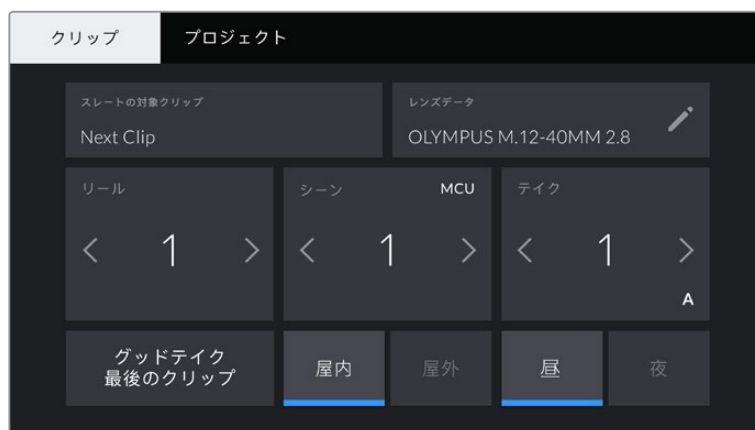 クリップ
プロジェクト
スレートの対象クリップ
Next Clip
レンズデータ
OLYMPUS M.12-40MM 2.8
リール
1
シーン
MCU
1
テイク
1
A
グッドテイク
最後のクリップ
屋内
屋外
昼
夜